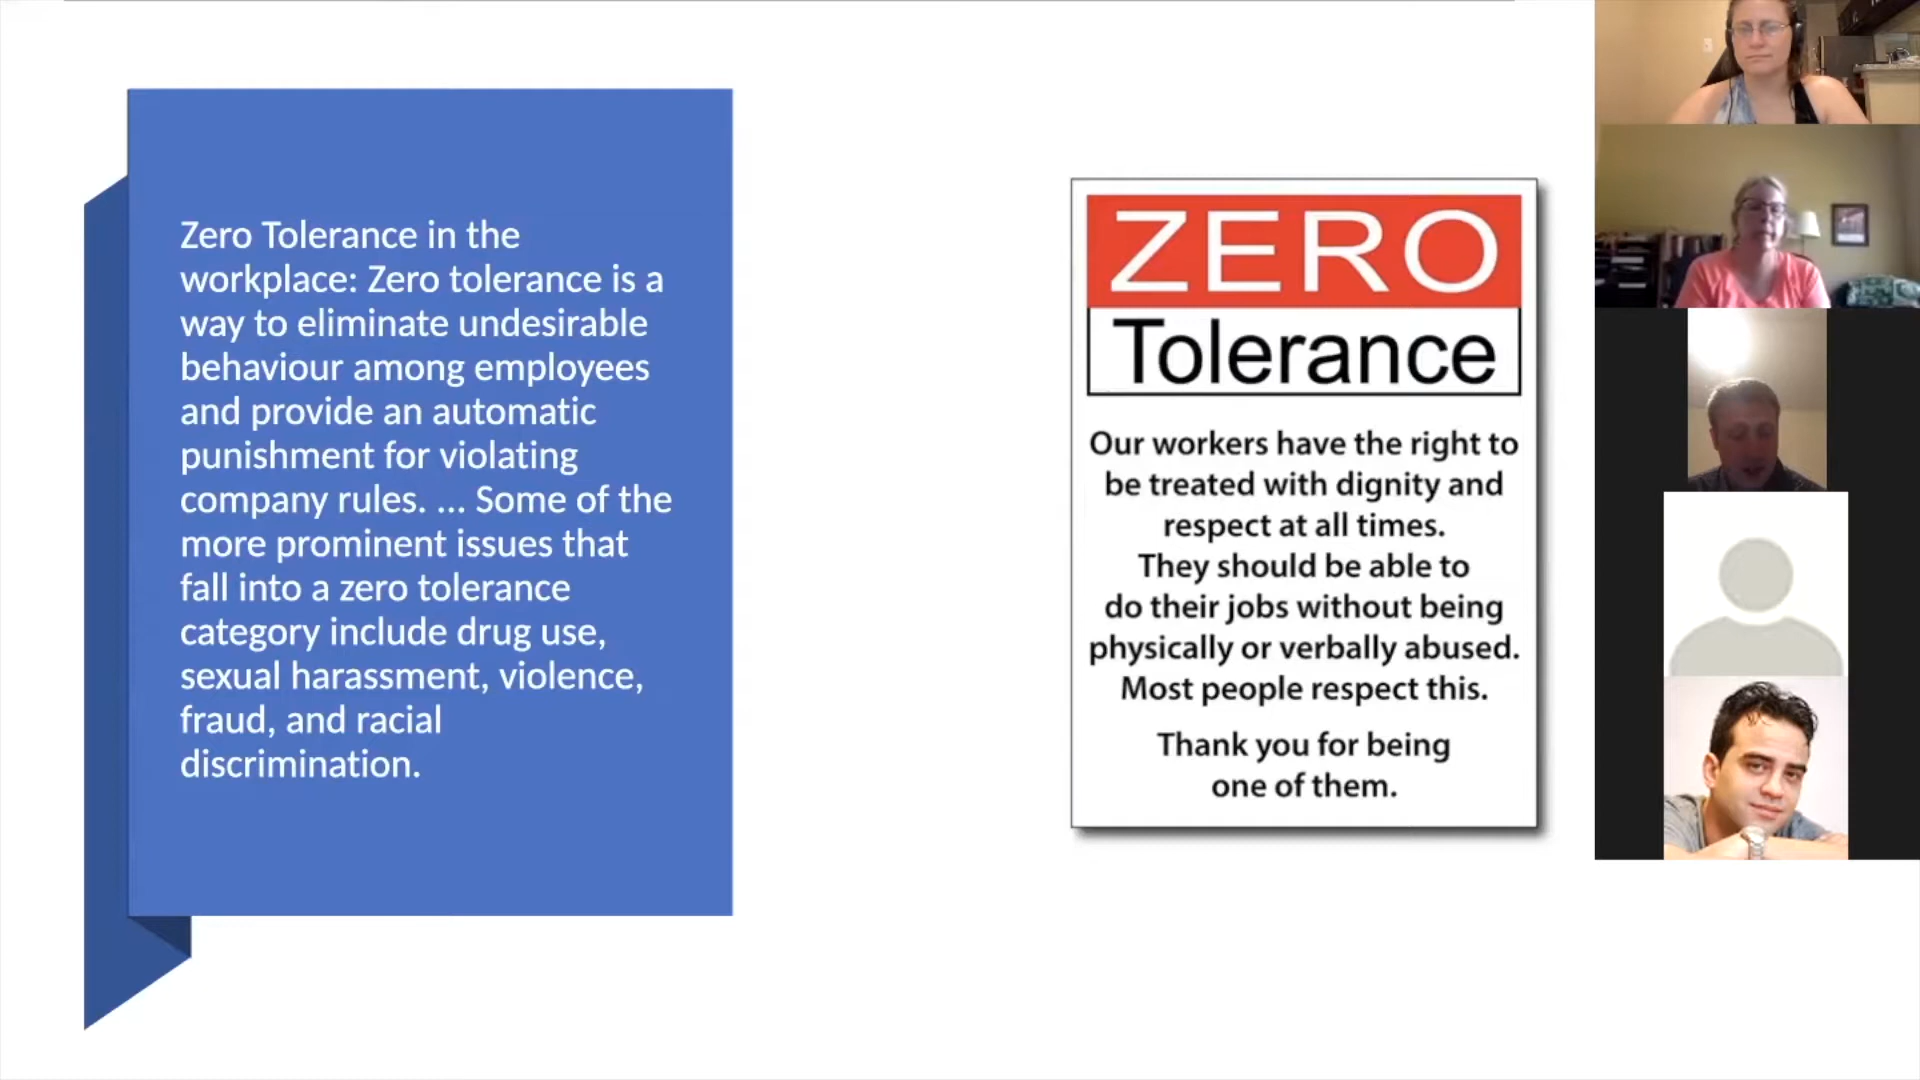 Zero Tolerance in the
workplace: Zero tolerance is a
way to eliminate undesirable
behaviour among employees
and provide an automatic
punishment for violating
company rules. ... Some of the
more prominent issues that
fall into a zero tolerance
category include drug use,
sexual harassment, violence,
fraud, and racial
discrimination.
ZERO
Tolerance
Our workers have the right to
be treated with dignity and
respect at all times.
They should be able to
do their jobs without being
physically or verbally abused.
Most people respect this.
Thank you for being
one of them.